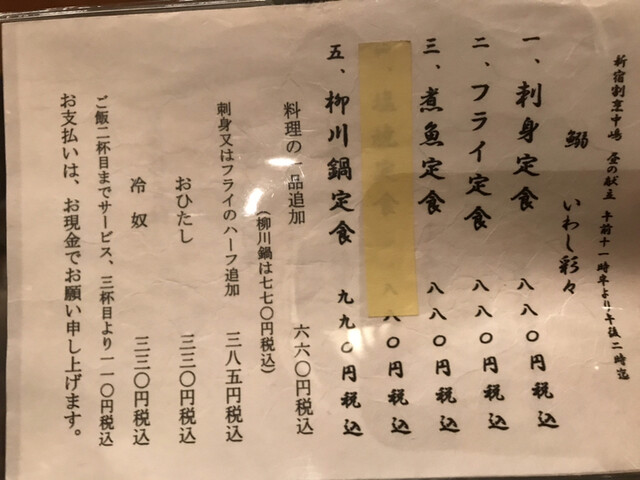 新宿割烹中嶋 昼の献立 午前十一時半より午後二時迄
鰯 いわし彩々
一、刺身定食 八八〇円税込
二、フライ定食 八八〇円税込
三、煮魚定食 八八〇円税込
塩焼定食 八八〇円税込
五、柳川鍋定食 九九〇円税込
料理の一品追加 六六〇円税込
(柳川鍋は七七〇円税込)
刺身又はフライのハーフ追加 三八五円税込
おひたし 三三〇円税込
冷奴 三三〇円税込
ご飯二杯目までサービス、三杯目より一一〇円税込
お支払いは、お現金でお願い申し上げます。